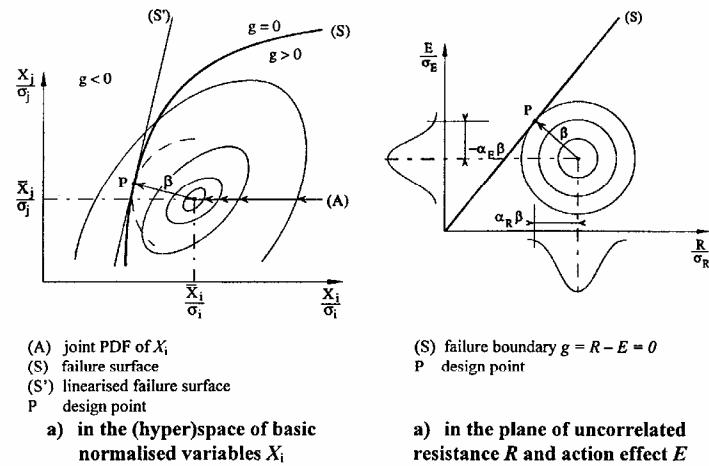 (S')
g = 0
(S)
g > 0
g < 0
X_j
σ_j
P
β
X̄_j
σ_j
(A)
X̄_i
σ_i
X_i
σ_i
(A) joint PDF of X_i
(S) failure surface
(S') linearised failure surface
P design point
a) in the (hyper)space of basic
normalised variables X_i
(S)
E
σ_E
P
β
-α_E β
α_R β
R
σ_R
(S) failure boundary g = R – E = 0
P design point
a) in the plane of uncorrelated
resistance R and action effect E